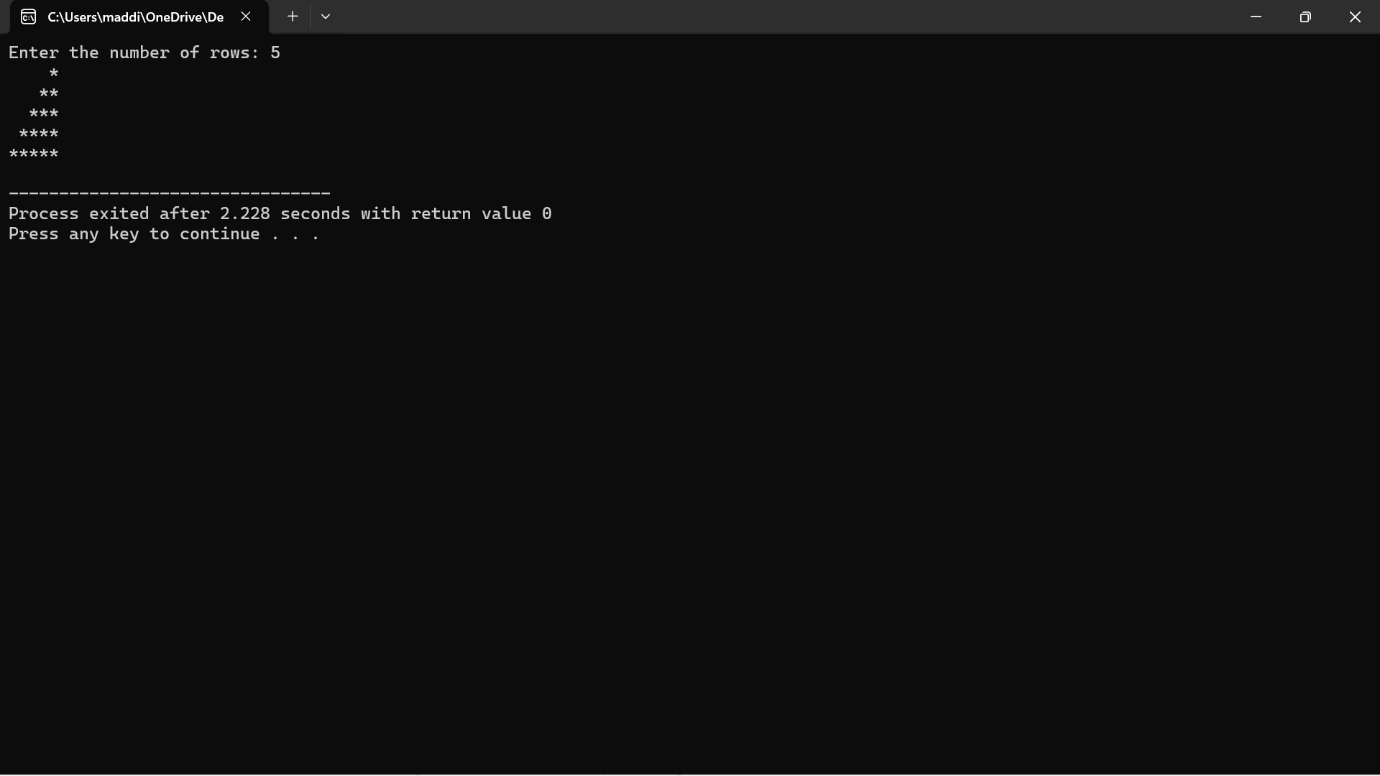 C:\Users\maddi\OneDrive\De
Enter the number of rows: 5
    *
   **
  ***
 ****
*****
--------------------------------
Process exited after 2.228 seconds with return value 0
Press any key to continue . . .